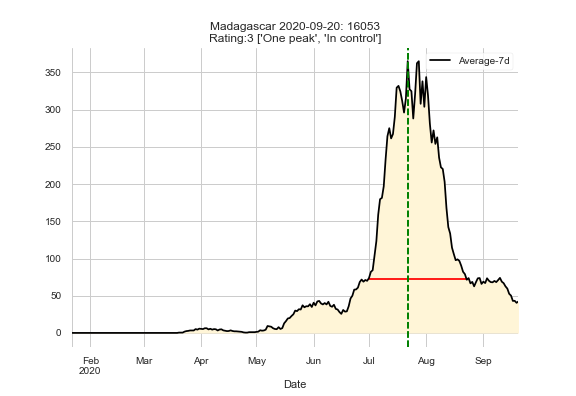 Madagascar 2020-09-20: 16053
Rating:3 ['One peak', 'In control']
Average-7d
350
300
250
200
150
100
50
0
Feb
2020
Mar
Apr
May
Jun
Jul
Aug
Sep
Date